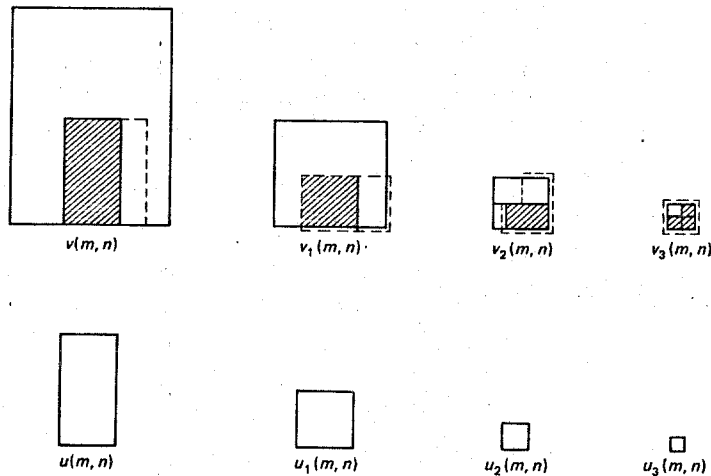 v(m, n)
v₁(m, n)
v₂(m, n)
v₃(m, n)
u(m, n)
u₁(m, n)
u₂(m, n)
u₃(m, n)